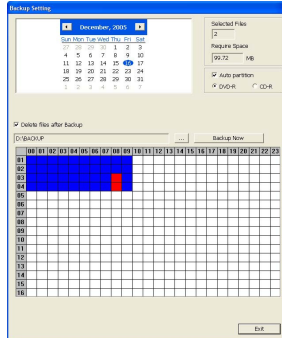 Backup Setting
December, 2005
Sun Mon Tue Wed Thu Fri Sat
27 28 29 30 1 2 3
4 5 6 7 8 9 10
11 12 13 14 15 16 17
18 19 20 21 22 23 24
25 26 27 28 29 30 31
1 2 3 4 5 6 7
Selected Files
2
Require Space
99.72 MB
Auto partition
DVD-R CD-R
Delete files after Backup
D:\BACKUP
...
Backup Now
00 01 02 03 04 05 06 07 08 09 10 11 12 13 14 15 16 17 18 19 20 21 22 23
01
02
03
04
05
06
07
08
09
10
11
12
13
14
15
16
Exit